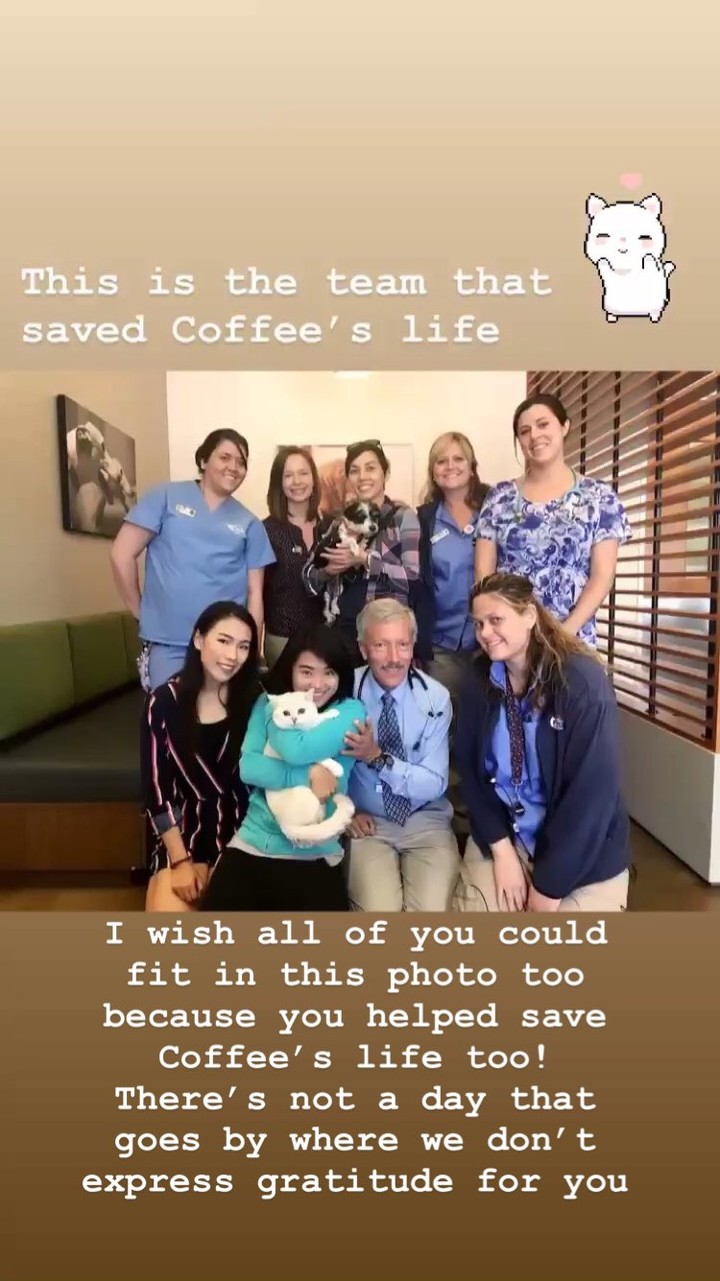 This is the team that
saved Coffee's life
I wish all of you could
fit in this photo too
because you helped save
Coffee's life too!
There's not a day that
goes by where we don't
express gratitude for you